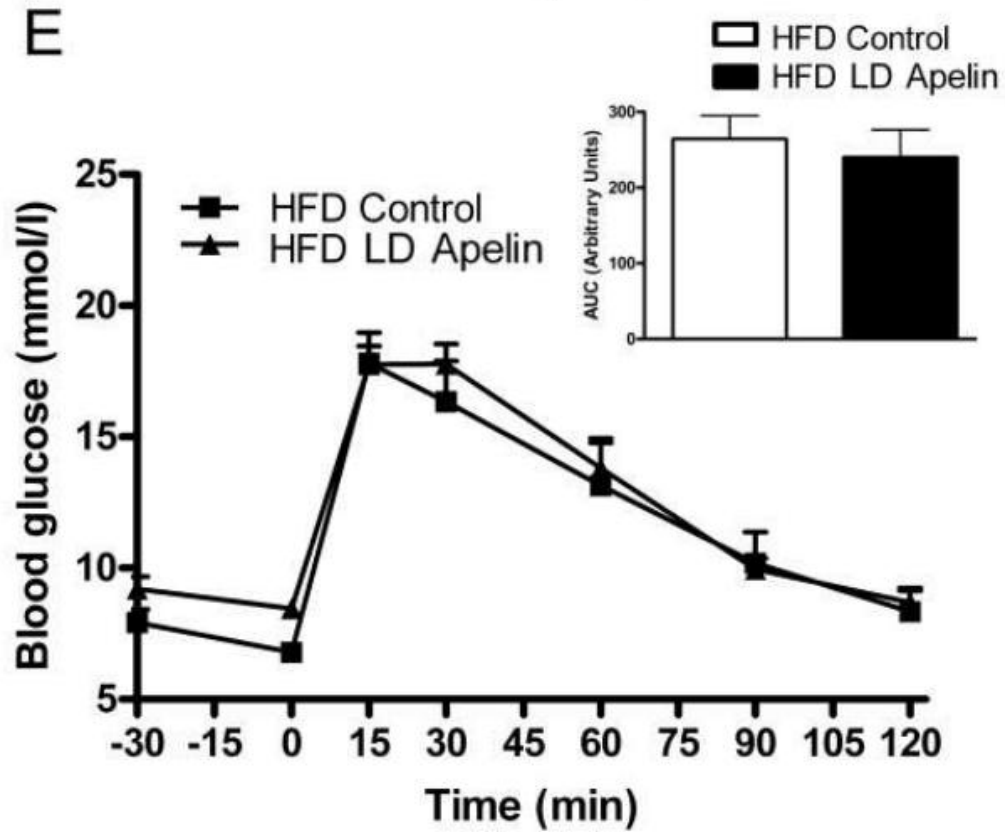 E
HFD Control
HFD LD Apelin
300
200
100
0
AUC (Arbitrary Units)
HFD Control
HFD LD Apelin
25
20
15
10
5
Blood glucose (mmol/l)
-30 -15 0 15 30 45 60 75 90 105 120
Time (min)